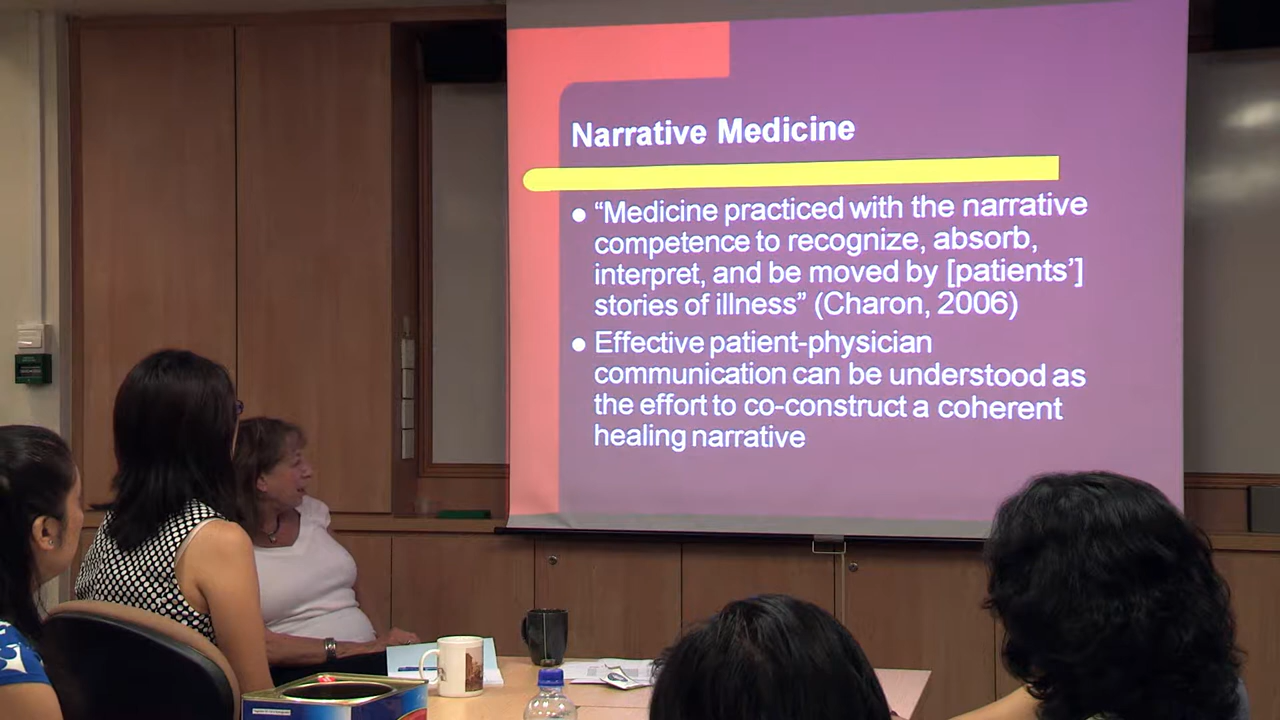 Narrative Medicine
● “Medicine practiced with the narrative
competence to recognize, absorb,
interpret, and be moved by [patients’]
stories of illness” (Charon, 2006)
● Effective patient-physician
communication can be understood as
the effort to co-construct a coherent
healing narrative